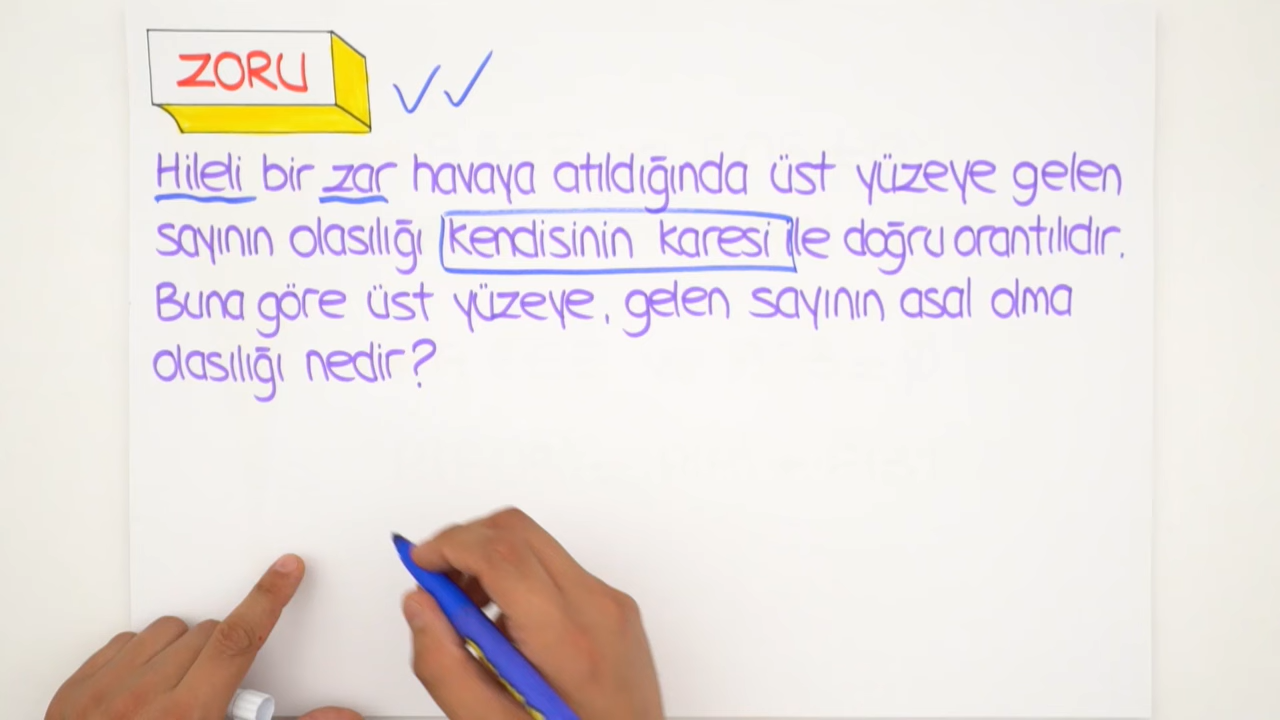 ZORU
Hileli bir zar havaya atıldığında üst yüzeye gelen
sayının olasılığı kendisinin karesi ile doğru orantılıdır.
Buna göre üst yüzeye, gelen sayının asal olma
olasılığı nedir?